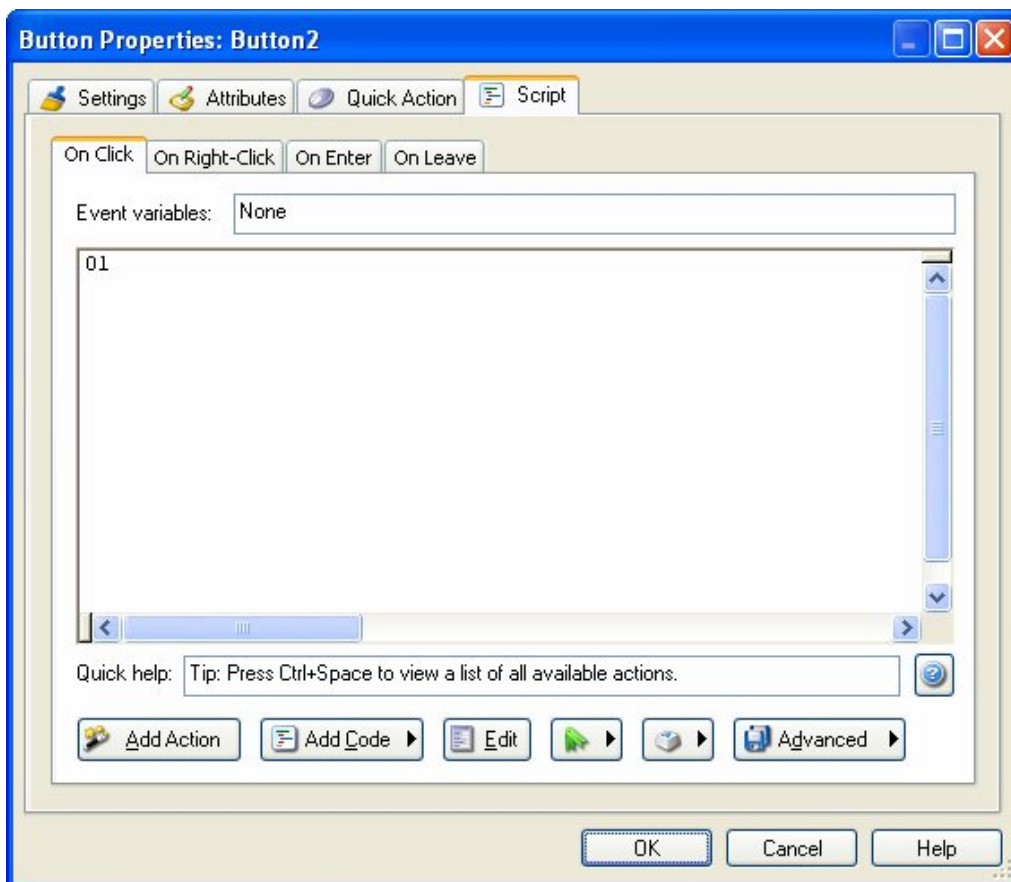 Button Properties: Button2
Settings Attributes Quick Action Script
On Click On Right-Click On Enter On Leave
Event variables: None
01
Quick help: Tip: Press Ctrl+Space to view a list of all available actions.
Add Action Add Code Edit Advanced
OK Cancel Help